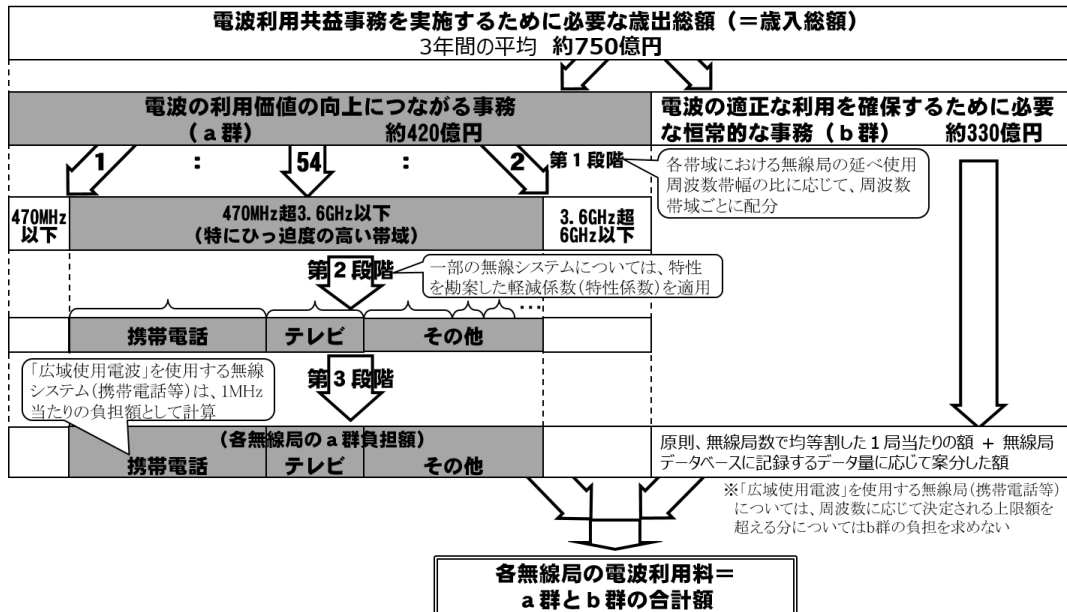 電波利用共益事務を実施するために必要な歳出総額（＝歳入総額）
3年間の平均 約750億円
電波の利用価値の向上につながる事務
（ａ群） 約420億円
電波の適正な利用を確保するために必要
な恒常的な事務（ｂ群） 約330億円
1 : 54 : 2
第１段階
各帯域における無線局の延べ使用
周波数帯幅の比に応じて、周波数
帯域ごとに配分
470MHz
以下
470MHz超3.6GHz以下
（特にひっ迫度の高い帯域）
3.6GHz超
6GHz以下
第２段階
一部の無線システムについては、特性
を勘案した軽減係数（特性係数）を適用
…
携帯電話 テレビ その他
「広域使用電波」を使用する無線
システム（携帯電話等）は、1MHz
当たりの負担額として計算
第３段階
（各無線局のａ群負担額）
携帯電話 テレビ その他
原則、無線局数で均等割した１局当たりの額 + 無線局
データベースに記録するデータ量に応じて案分した額
※「広域使用電波」を使用する無線局（携帯電話等）
については、周波数に応じて決定される上限額を
超える分についてはb群の負担を求めない
各無線局の電波利用料＝
ａ群とｂ群の合計額